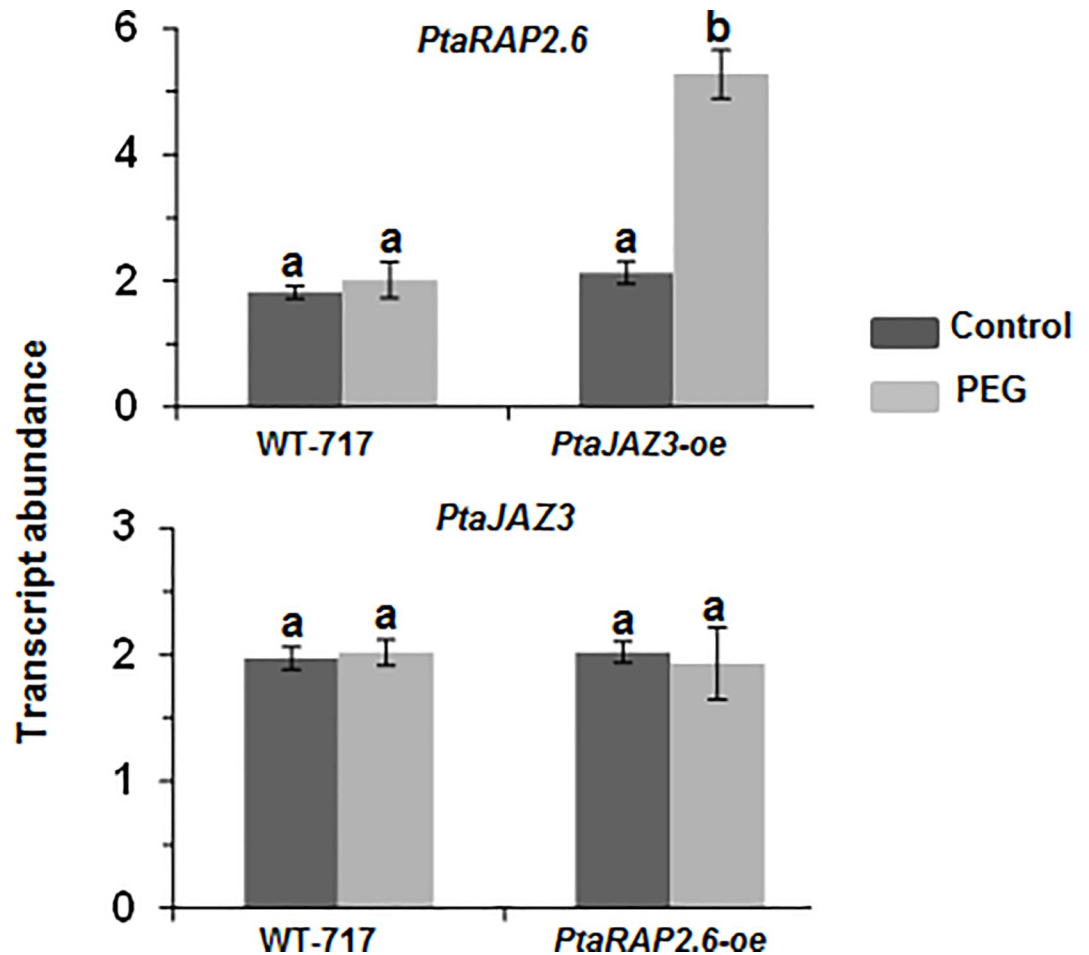 Transcript abundance
PtaRAP2.6
6
4
2
0
a
a
a
b
WT-717
PtaJAZ3-oe
Control
PEG
PtaJAZ3
3
2
1
0
a
a
a
a
WT-717
PtaRAP2.6-oe